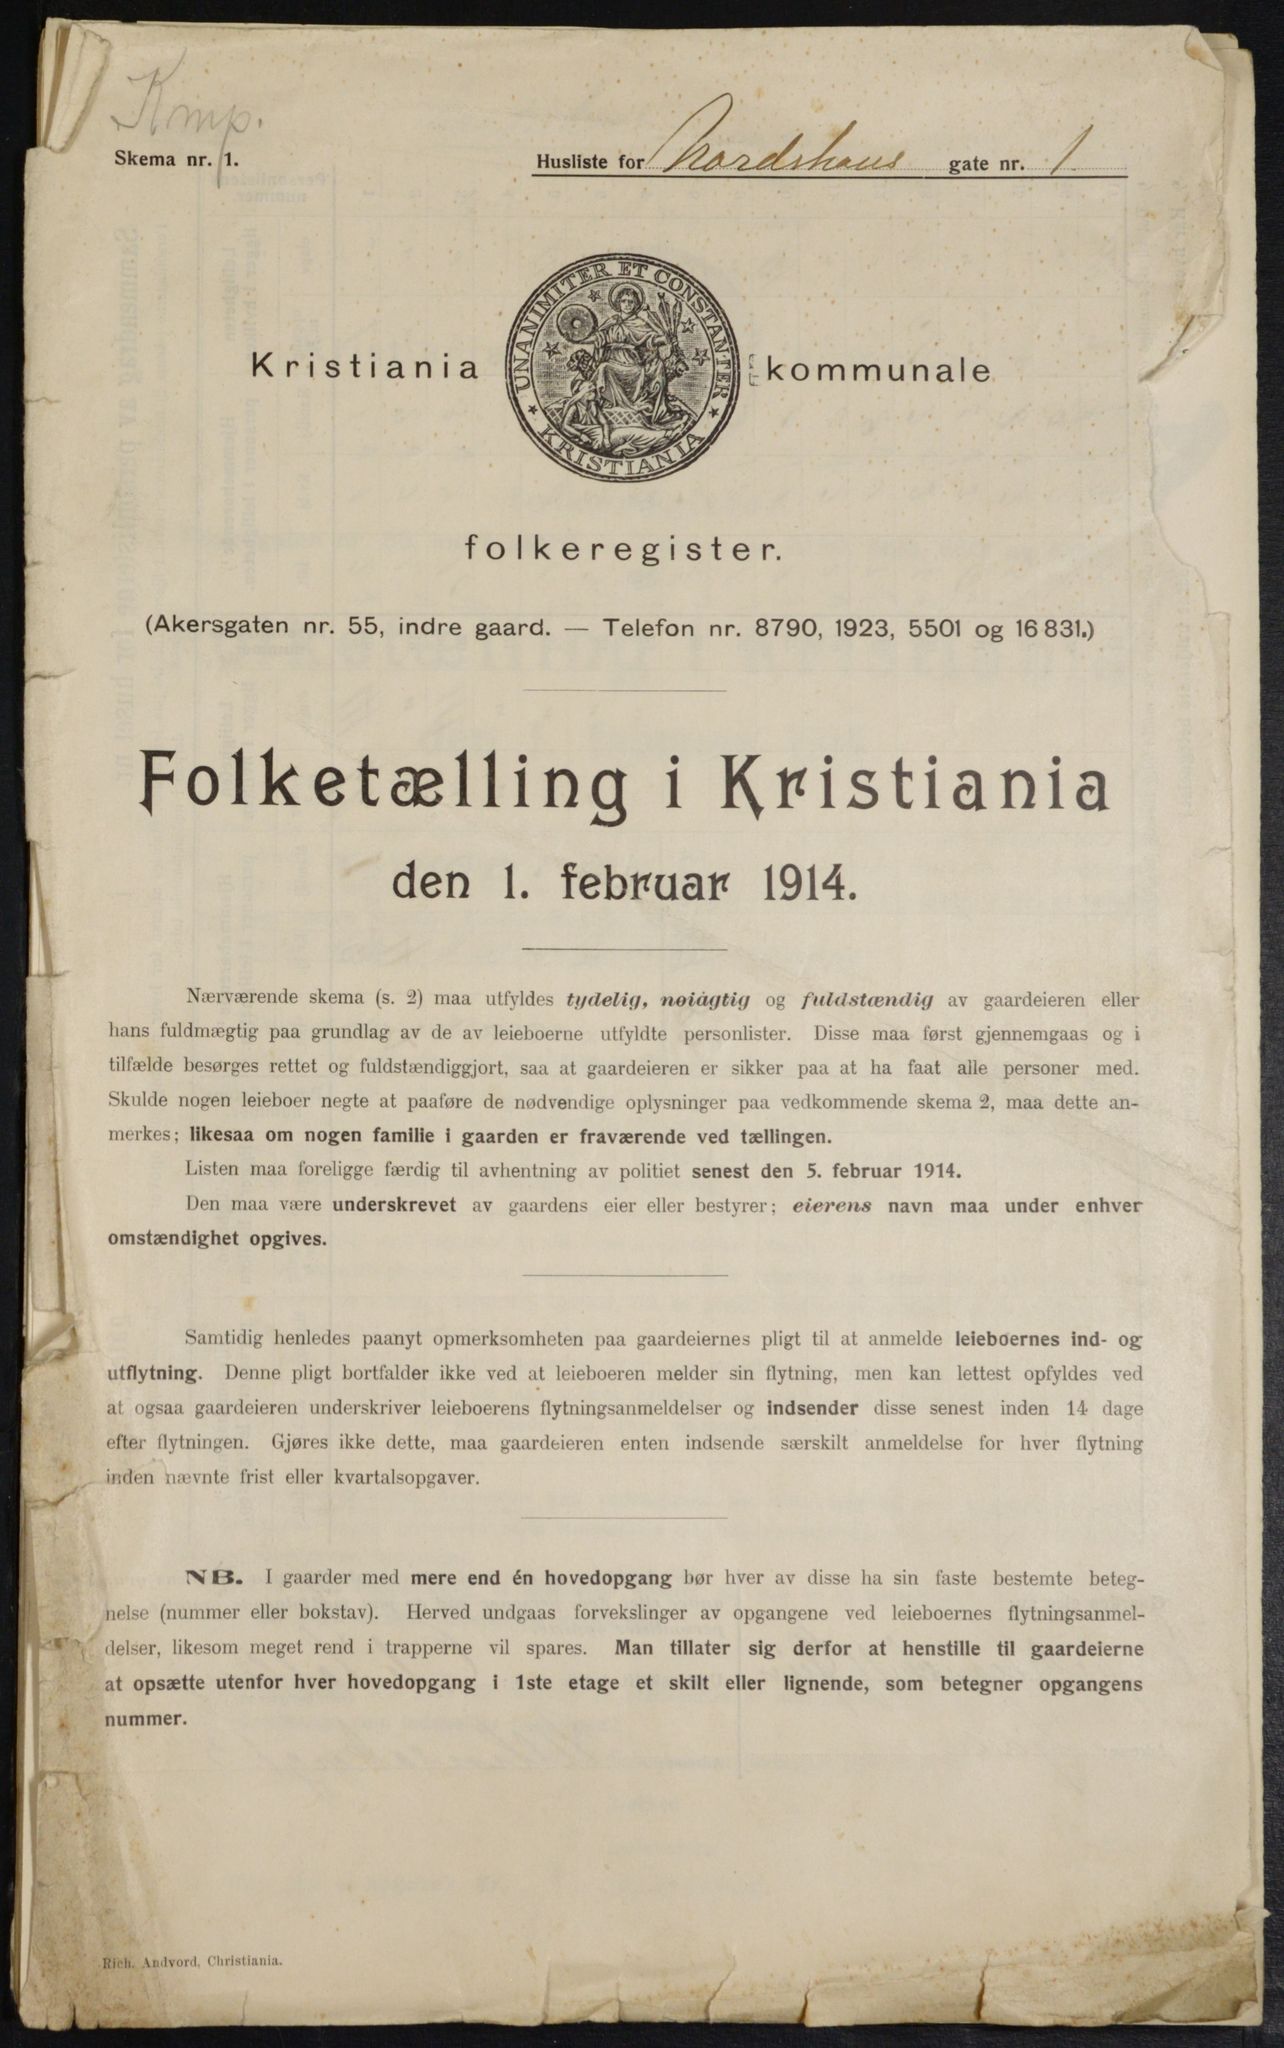 Kmp.
Skema nr. 1.
Husliste for Nordshaus gate nr. 1
UNANIMITER ET CONSTANTER
KRISTIANIA
Kristiania kommunale
folkeregister.
(Akersgaten nr. 55, indre gaard. — Telefon nr. 8790, 1923, 5501 og 16 831.)
Folketælling i Kristiania
den 1. februar 1914.
Nærværende skema (s. 2) maa utfyldes tydelig, nøiagtig og fuldstændig av gaardeieren eller
hans fuldmægtig paa grundlag av de av leieboerne utfyldte personlister. Disse maa først gjennemgaas og i
tilfælde besørges rettet og fuldstændiggjort, saa at gaardeieren er sikker paa at ha faat alle personer med.
Skulde nogen leieboer negte at paaføre de nødvendige oplysninger paa vedkommende skema 2, maa dette an-
merkes; likesaa om nogen familie i gaarden er fraværende ved tællingen.
Listen maa foreligge færdig til avhentning av politiet senest den 5. februar 1914.
Den maa være underskrevet av gaardens eier eller bestyrer; eierens navn maa under enhver
omstændighet opgives.
Samtidig henledes paanyt opmerksomheten paa gaardeiernes pligt til at anmelde leieboernes ind- og
utflytning. Denne pligt bortfalder ikke ved at leieboeren melder sin flytning, men kan lettest opfyldes ved
at ogsaa gaardeieren underskriver leieboerens flytningsanmeldelser og indsender disse senest inden 14 dage
efter flytningen. Gjøres ikke dette, maa gaardeieren enten indsende særskilt anmeldelse for hver flytning
inden nævnte frist eller kvartalsopgaver.
NB. I gaarder med mere end én hovedopgang bør hver av disse ha sin faste bestemte beteg-
nelse (nummer eller bokstav). Herved undgaas forvekslinger av opgangene ved leieboernes flytningsanmel-
delser, likesom meget rend i trapperne vil spares. Man tillater sig derfor at henstille til gaardeierne
at opsætte utenfor hver hovedopgang i 1ste etage et skilt eller lignende, som betegner opgangens
nummer.
Rich. Andvord, Christiania.